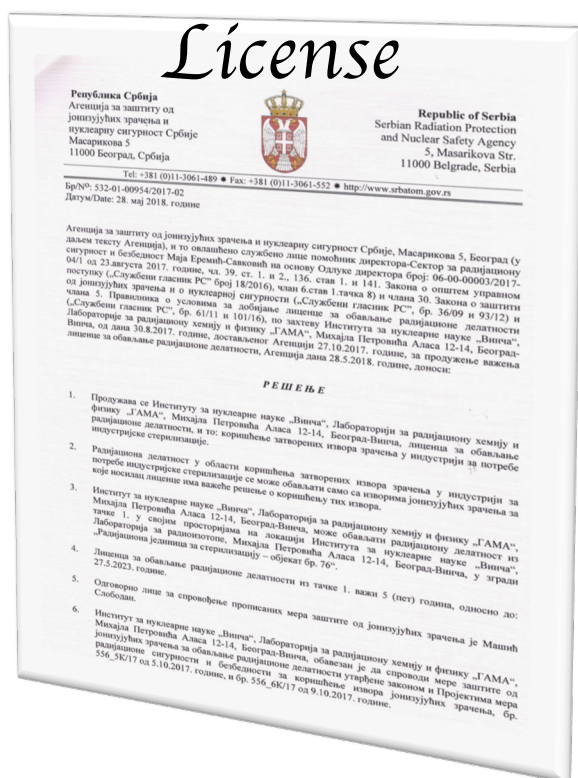 License
Република Србија
Агенција за заштиту од
јонизујућих зрачења и
нуклеарну сигурност Србије
Масарикова 5
11000 Београд, Србија
Republic of Serbia
Serbian Radiation Protection
and Nuclear Safety Agency
5, Masarikova Str.
11000 Belgrade, Serbia
Tel: +381 (0)11-3061-489 ✷ Fax: +381 (0)11-3061-552 ✷ http://www.srbatom.gov.rs
Бр/Nº: 532-01-00954/2017-02
Датум/Date: 28. мај 2018. године
Агенција за заштиту од јонизујућих зрачења и нуклеарну сигурност Србије, Масарикова 5, Београд (у
даљем тексту Агенција), и то овлашћено службено лице помоћник директора-Сектор за радијациону
сигурност и безбедност Маја Еремић-Савковић на основу Одлуке директора број: 06-00-00003/2017-
04/1 од 23.августа 2017. године, чл. 39. ст. 1. и 2., 136. став 1. и 141. Закона о општем управном
поступку („Службени гласник РС" број 18/2016), члан 6.став 1.тачка 8) и члана 30. Закона о заштити
од јонизујућих зрачења и о нуклеарној сигурности („Службени гласник РС", бр. 36/09 и 93/12) и
члана 5. Правилника о условима за добијање лиценце за обављање радијационе делатности
(„Службени гласник РС", бр. 61/11 и 101/16), по захтеву Института за нуклеарне науке „Винча",
Лабораторије за радијациону хемију и физику „ГАМА", Михајла Петровића Аласа 12-14, Београд-
Винча, од дана 30.8.2017. године, достављеног Агенцији 27.10.2017. године, за продужење важења
лиценце за обављање радијационе делатности, Агенција дана 28.5.2018. године, доноси:
РЕШЕЊЕ
1. Продужава се Институту за нуклеарне науке „Винча", Лабораторији за радијациону хемију и
физику „ГАМА", Михајла Петровића Аласа 12-14, Београд-Винча, лиценца за обављање
радијационе делатности, и то: коришћење затворених извора зрачења у индустрији за потребе
индустријске стерилизације.
2. Радијациона делатност у области коришћења затворених извора зрачења у индустрији за
потребе индустријске стерилизације се може обављати само са изворима јонизујућих зрачења за
које носилац лиценце има важеће решење о коришћењу тих извора.
3. Институт за нуклеарне науке „Винча", Лабораторија за радијациону хемију и физику „ГАМА",
Михајла Петровића Аласа 12-14, Београд-Винча, може обављати радијациону делатност из
тачке 1. у својим просторијама на локацији Института за нуклеарне науке „Винча",
Лабораторија за радиоизотопе, Михајла Петровића Аласа 12-14, Београд-Винча, у згради
„Радијациона јединица за стерилизацију – објекат бр. 76".
4. Лиценца за обављање радијационе делатности из тачке 1. важи 5 (пет) година, односно до:
27.5.2023. године.
5. Одговорно лице за спровођење прописаних мера заштите од јонизујућих зрачења је Машић
Слободан.
6. Институт за нуклеарне науке „Винча", Лабораторија за радијациону хемију и физику „ГАМА",
Михајла Петровића Аласа 12-14, Београд-Винча, обавезан је да спроводи мере заштите од
јонизујућих зрачења за обављање радијационе делатности утврђене законом и Пројектима мера
радијационе сигурности и безбедности за коришћење извора јонизујућих зрачења, бр.
556_5К/17 од 5.10.2017. године, и бр. 556_6К/17 од 9.10.2017. године.